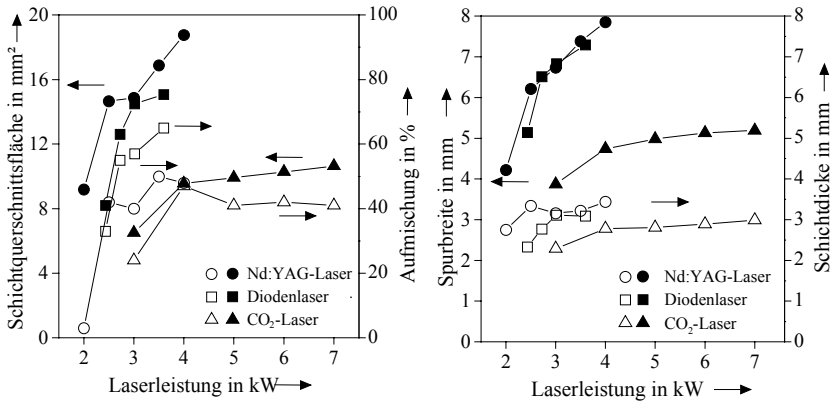 Schichtquerschnittsfläche in mm²
20
16
12
8
4
0
100
80
60
40
20
0
Aufmischung in %
Nd:YAG-Laser
Diodenlaser
CO₂-Laser
2 3 4 5 6 7
Laserleistung in kW
Spurbreite in mm
8
7
6
5
4
3
2
1
0
8
7
6
5
4
3
2
1
0
Schichtdicke in mm
Nd:YAG-Laser
Diodenlaser
CO₂-Laser
2 3 4 5 6 7
Laserleistung in kW